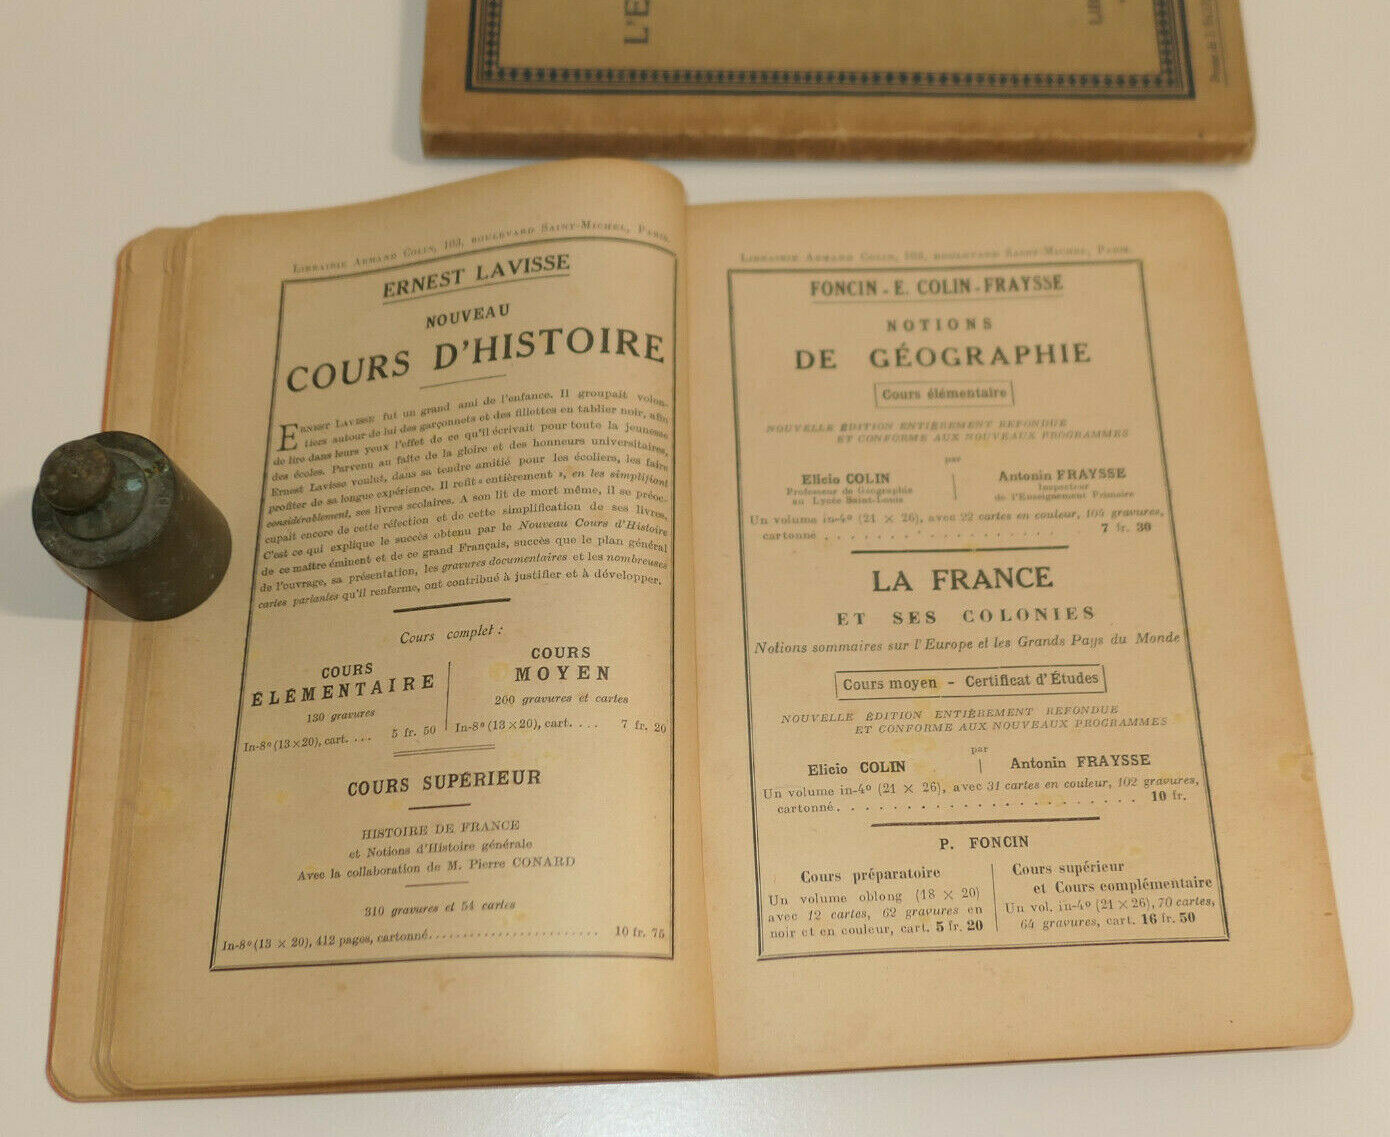 L'E
LIB
LIBRAIRIE ARMAND COLIN, 103, BOULEVARD SAINT-MICHEL, PARIS.
ERNEST LAVISSE
NOUVEAU
COURS D'HISTOIRE
ERNEST LAVISSE fut un grand ami de l'enfance. Il groupait volon-
tiers autour de lui des garçonnets et des fillettes en tablier noir, afin
de lire dans leurs yeux l'effet de ce qu'il écrivait pour toute la jeunesse
des écoles. Parvenu au faîte de la gloire et des honneurs universitaires,
Ernest Lavisse voulut, dans sa tendre amitié pour les écoliers, les faire
profiter de sa longue expérience. Il refit « entièrement », en les simplifiant
considérablement, ses livres scolaires. A son lit de mort même, il se préoc-
cupait encore de cette réfection et de cette simplification de ses livres.
C'est ce qui explique le succès obtenu par le Nouveau Cours d'Histoire
de ce maître éminent et de ce grand Français, succès que le plan général
de l'ouvrage, sa présentation, les gravures documentaires et les nombreuses
cartes parlantes qu'il renferme, ont contribué à justifier et à développer.
Cours complet :
COURS
ÉLÉMENTAIRE
130 gravures
In-8º (13 × 20), cart. .... 5 fr. 50
COURS
MOYEN
200 gravures et cartes
In-8º (13 × 20), cart. .... 7 fr. 20
COURS SUPÉRIEUR
HISTOIRE DE FRANCE
et Notions d'Histoire générale
Avec la collaboration de M. Pierre CONARD
310 gravures et 54 cartes
In-8º (13 × 20), 412 pages, cartonné........................ 10 fr. 75
LIBRAIRIE ARMAND COLIN, 103, BOULEVARD SAINT-MICHEL, PARIS.
FONCIN - E. COLIN - FRAYSSE
NOTIONS
DE GÉOGRAPHIE
Cours élémentaire
NOUVELLE ÉDITION ENTIÈREMENT REFONDUE
ET CONFORME AUX NOUVEAUX PROGRAMMES
par
Elicio COLIN
Professeur de Géographie
au Lycée Saint-Louis
Antonin FRAYSSE
Inspecteur
de l'Enseignement Primaire
Un volume in-4º (21 × 26), avec 22 cartes en couleur, 104 gravures,
cartonné . . . . . . . . . . . . . . . . . 7 fr. 30
LA FRANCE
ET SES COLONIES
Notions sommaires sur l'Europe et les Grands Pays du Monde
Cours moyen - Certificat d'Études
NOUVELLE ÉDITION ENTIÈREMENT REFONDUE
ET CONFORME AUX NOUVEAUX PROGRAMMES
par
Elicio COLIN | Antonin FRAYSSE
Un volume in-4º (21 × 26), avec 31 cartes en couleur, 102 gravures,
cartonné . . . . . . . . . . . . . . . . . . . . . 10 fr.
P. FONCIN
Cours préparatoire
Un volume oblong (18 × 20)
avec 12 cartes, 62 gravures en
noir et en couleur, cart. 5 fr. 20
Cours supérieur
et Cours complémentaire
Un vol. in-4º (21 × 26), 70 cartes,
64 gravures, cart. 16 fr. 50